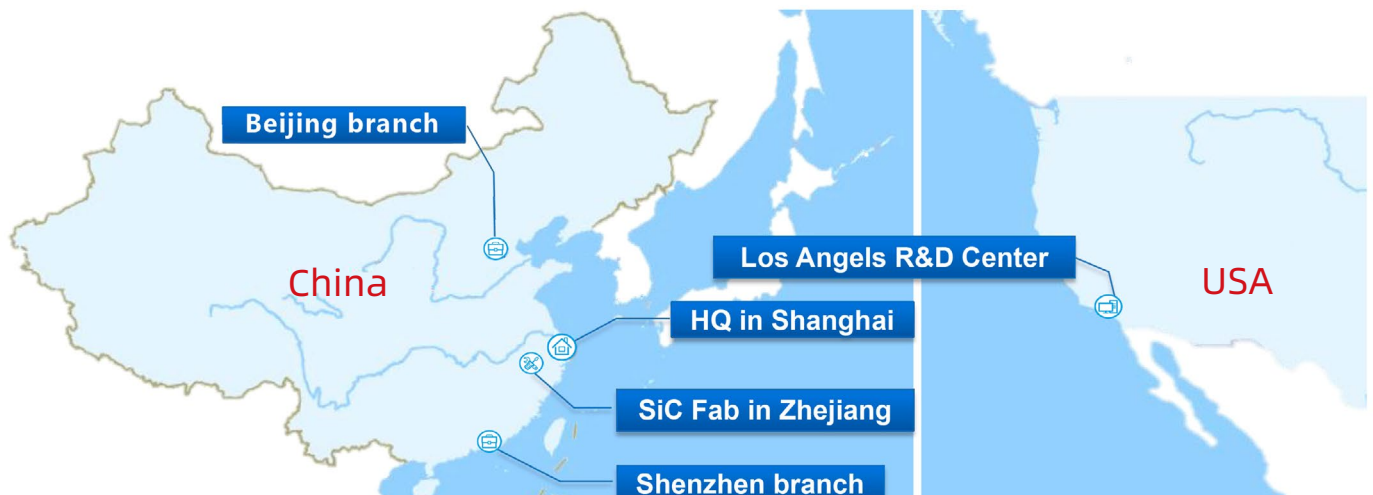 Beijing branch
China
Los Angels R&D Center
USA
HQ in Shanghai
SiC Fab in Zhejiang
Shenzhen branch